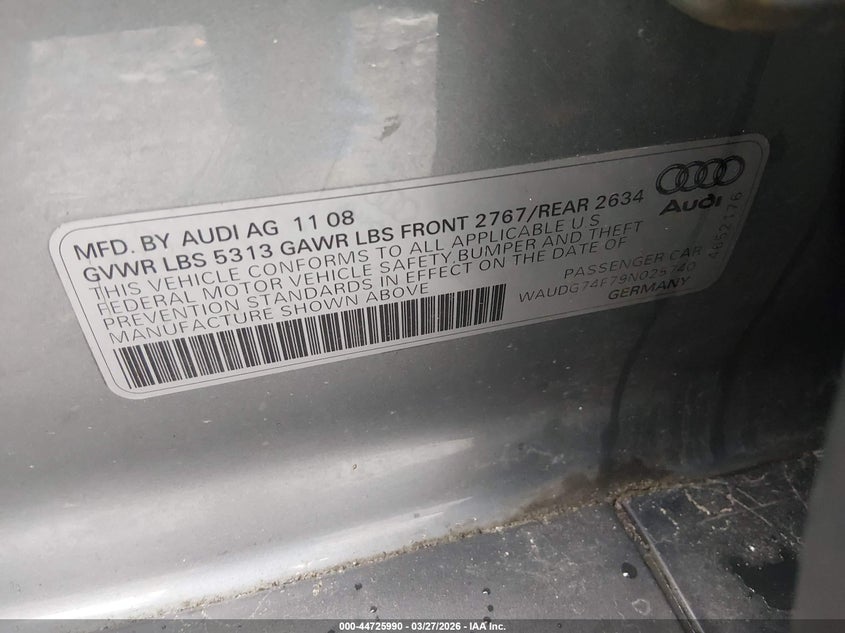 MFD. BY AUDI AG 11 08
GVWR LBS 5313 GAWR LBS FRONT 2767/REAR 2634
THIS VEHICLE CONFORMS TO ALL APPLICABLE U S
FEDERAL MOTOR VEHICLE SAFETY, BUMPER AND THEFT
PREVENTION STANDARDS IN EFFECT ON THE DATE OF
MANUFACTURE SHOWN ABOVE
PASSENGER CAR
WAUDG74F79N025740
GERMANY
Audi
4652176
000-44725990 | 03/27/2026 - IAA Inc.